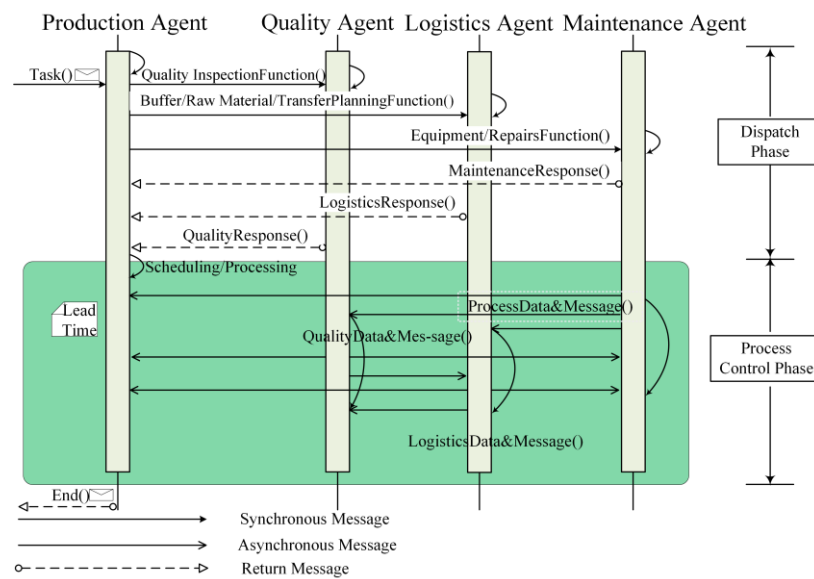 Production Agent
Quality Agent
Logistics Agent
Maintenance Agent
Task()
Quality InspectionFunction()
Buffer/Raw Material/TransferPlanningFunction()
Equipment/RepairsFunction()
Dispatch
Phase
MaintenanceResponse()
LogisticsResponse()
QualityResponse()
Scheduling/Processing
Lead
Time
ProcessData&Message()
QualityData&Mes-sage()
Process
Control Phase
LogisticsData&Message()
End()
Synchronous Message
Asynchronous Message
Return Message